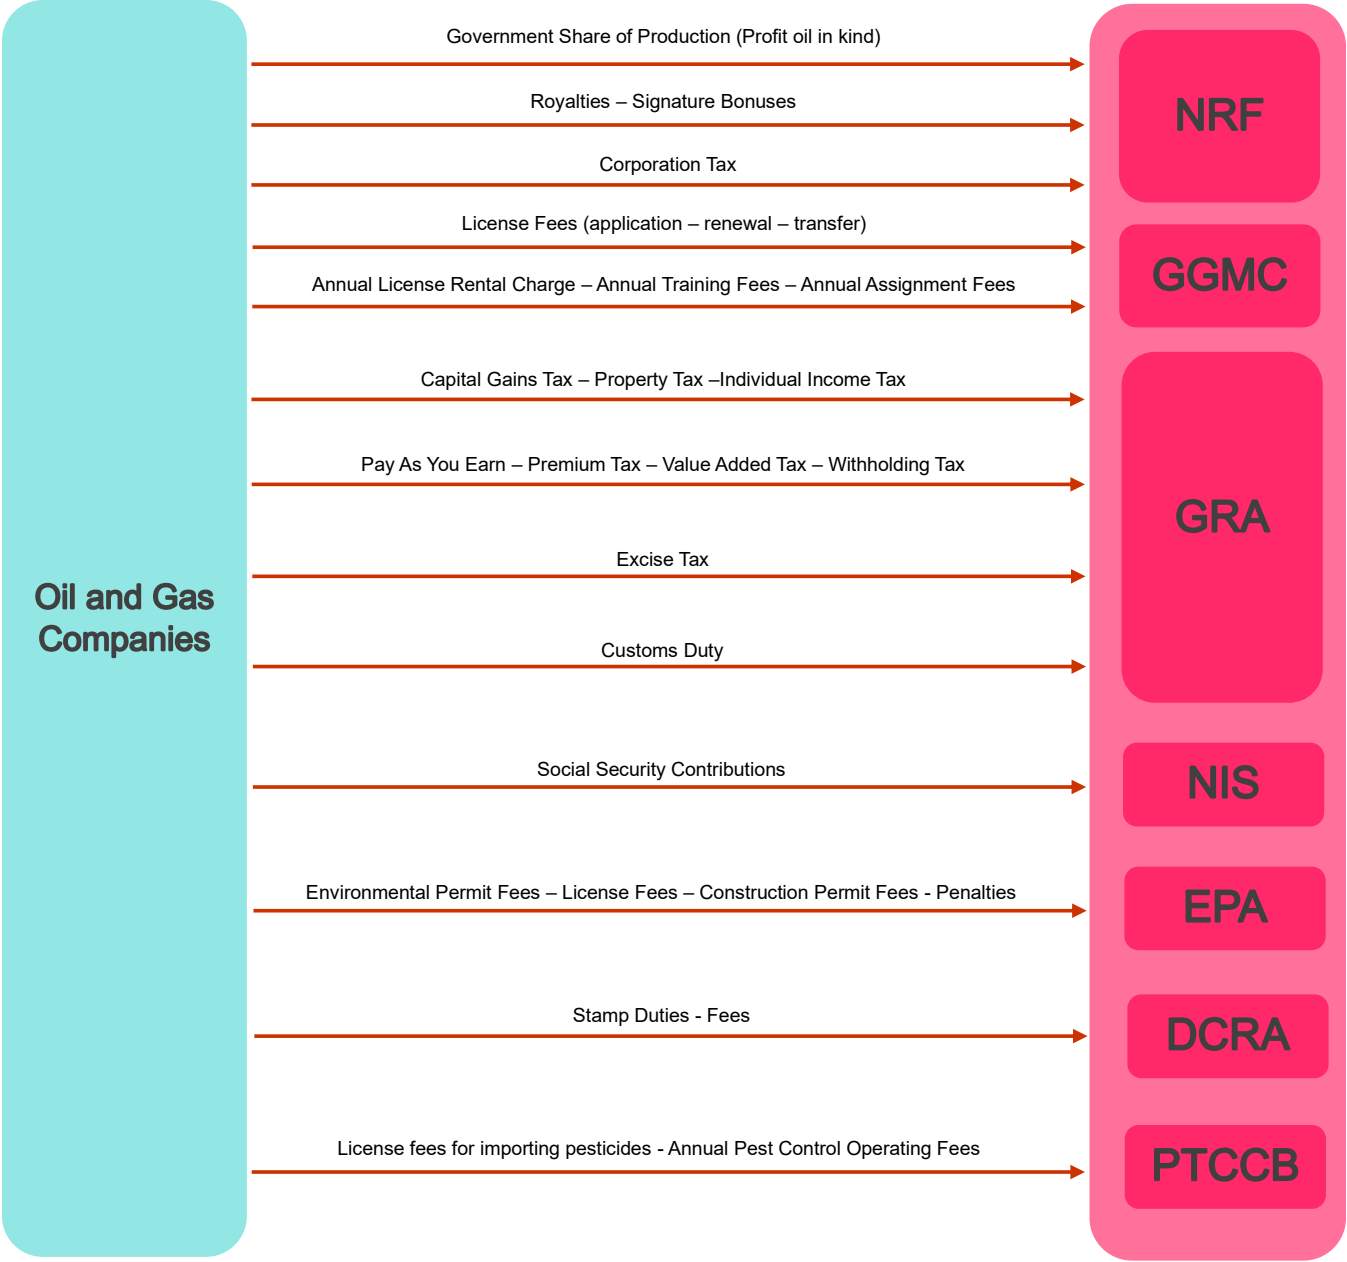 Government Share of Production (Profit oil in kind)
Royalties – Signature Bonuses
NRF
Corporation Tax
License Fees (application – renewal – transfer)
GGMC
Annual License Rental Charge – Annual Training Fees – Annual Assignment Fees
Capital Gains Tax – Property Tax –Individual Income Tax
Pay As You Earn – Premium Tax – Value Added Tax – Withholding Tax
GRA
Excise Tax
Oil and Gas
Companies
Customs Duty
Social Security Contributions
NIS
Environmental Permit Fees – License Fees – Construction Permit Fees - Penalties
EPA
Stamp Duties - Fees
DCRA
License fees for importing pesticides - Annual Pest Control Operating Fees
PTCCB